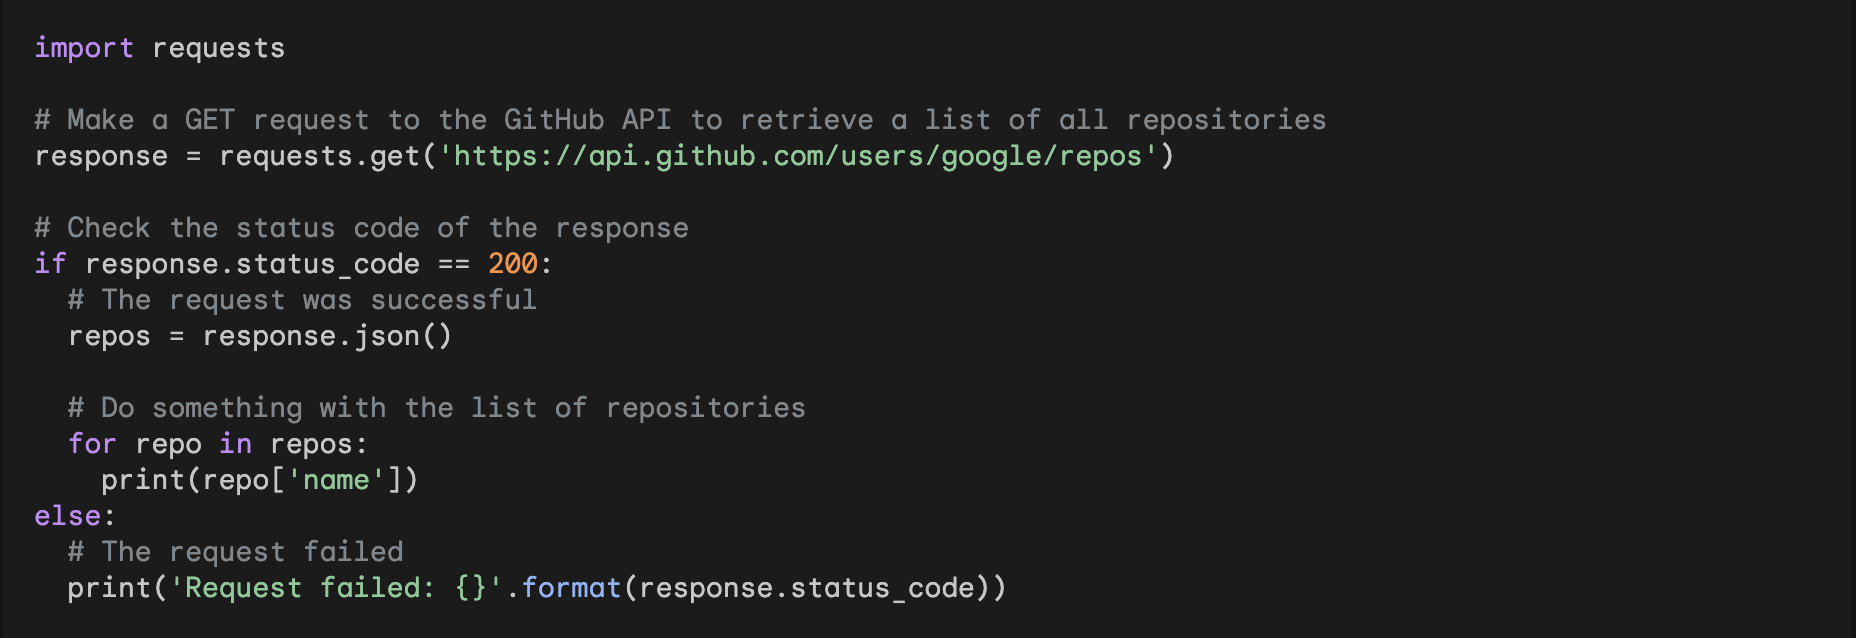 import requests

# Make a GET request to the GitHub API to retrieve a list of all repositories
response = requests.get('https://api.github.com/users/google/repos')

# Check the status code of the response
if response.status_code == 200:
  # The request was successful
  repos = response.json()

  # Do something with the list of repositories
  for repo in repos:
    print(repo['name'])
else:
  # The request failed
  print('Request failed: {}'.format(response.status_code))